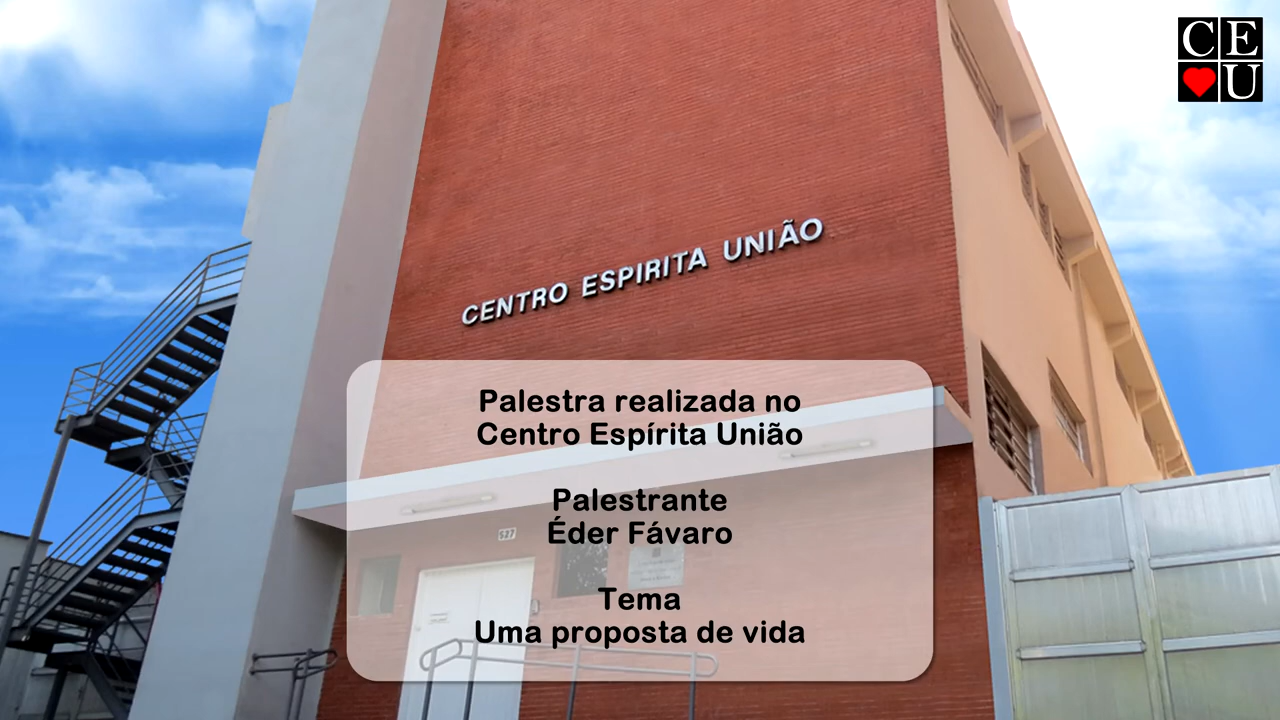 CE
U
CENTRO ESPIRITA UNIÃO
Palestra realizada no
Centro Espírita União
Palestrante
Éder Fávaro
527
Tema
Uma proposta de vida